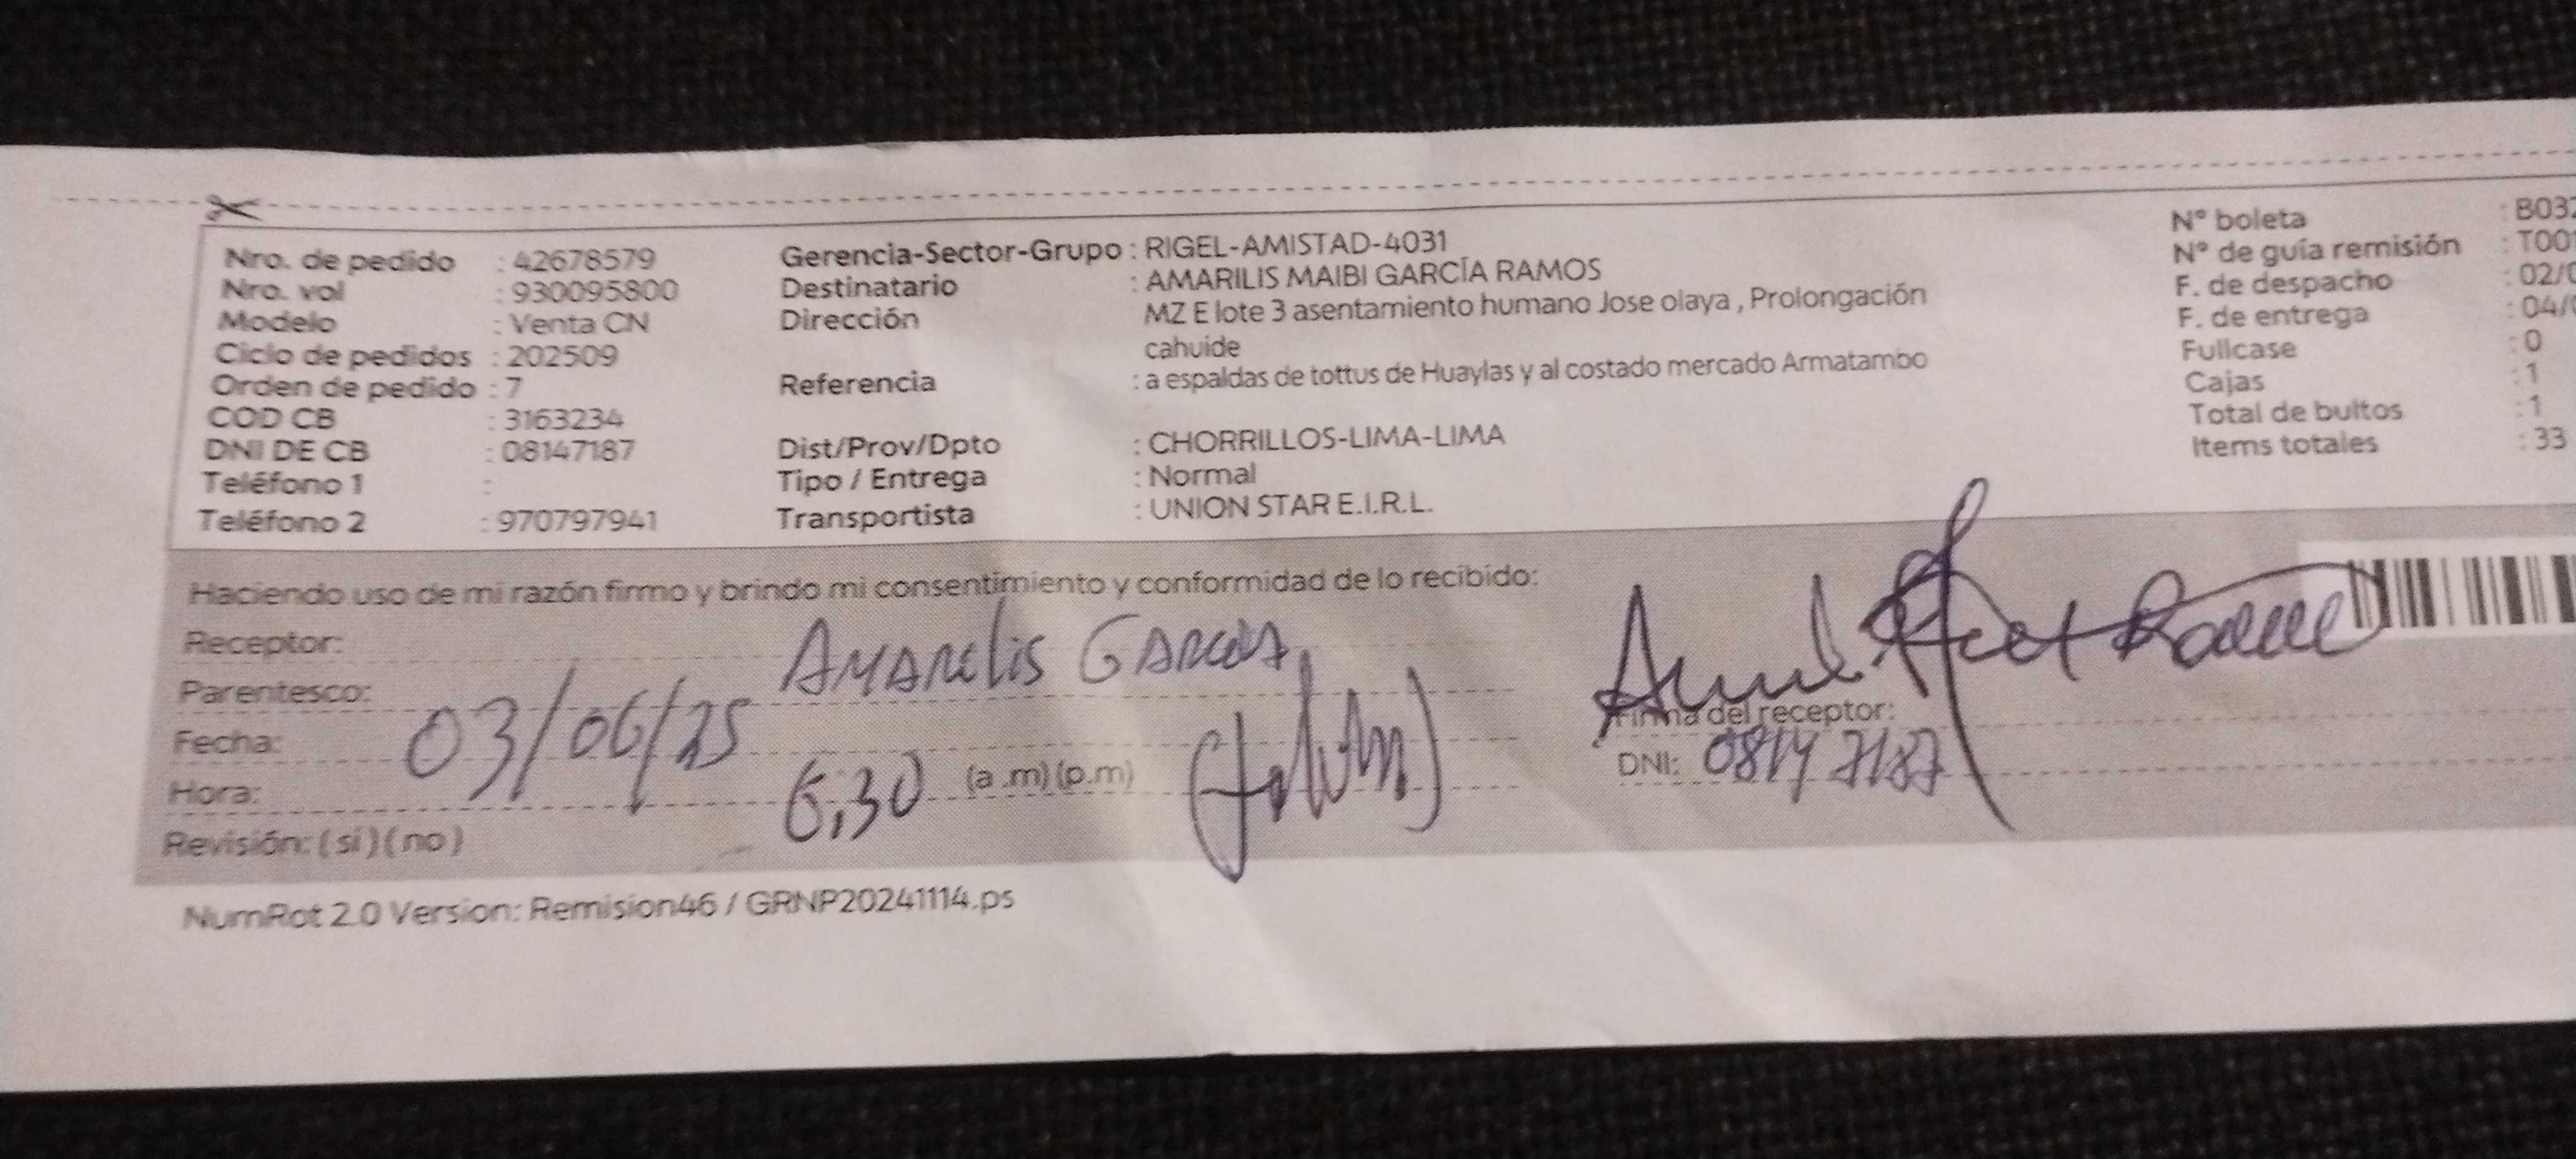 Nro. de pedido : 42678579
Nro. vol : 930095800
Modelo : Venta CN
Ciclo de pedidos : 202509
Orden de pedido : 7
COD CB : 3163234
DNI DE CB : 08147187
Teléfono 1 :
Teléfono 2 : 970797941
Gerencia-Sector-Grupo : RIGEL-AMISTAD-4031
Destinatario : AMARILIS MAIBI GARCÍA RAMOS
Dirección MZ E lote 3 asentamiento humano Jose olaya , Prolongación
cahuide
Referencia : a espaldas de tottus de Huaylas y al costado mercado Armatambo
Dist/Prov/Dpto : CHORRILLOS-LIMA-LIMA
Tipo / Entrega : Normal
Transportista : UNION STAR E.I.R.L.
N° boleta : B032
N° de guía remisión : T001
F. de despacho : 02/0
F. de entrega : 04/0
Fullcase : 0
Cajas : 1
Total de bultos : 1
Items totales : 33
Haciendo uso de mi razón firmo y brindo mi consentimiento y conformidad de lo recibido:
Receptor: AMARELIS GARCÍA
Parentesco:
Fecha: 03/06/25
Hora: 6:30 (a.m) (p.m)
Revisión: ( sí ) ( no )
Firma del receptor:
DNI: 08147187
NumRot 2.0 Version: Remision46 / GRNP20241114.ps